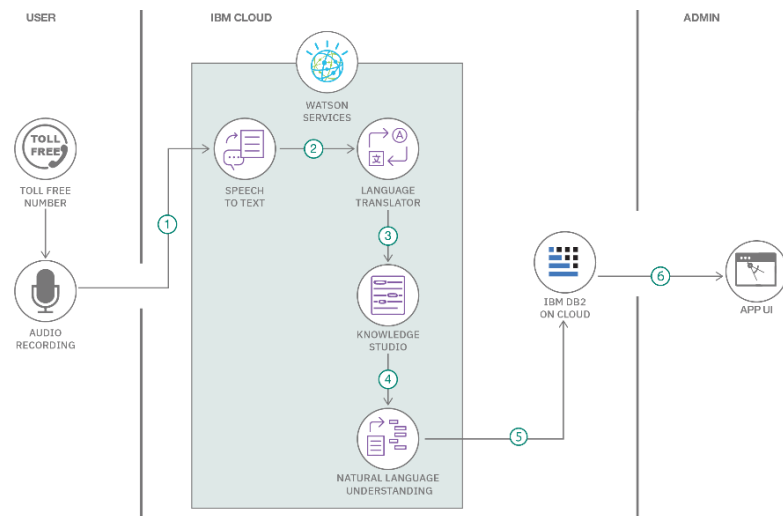 USER
IBM CLOUD
ADMIN
WATSON
SERVICES
TOLL
FREE
TOLL FREE
NUMBER
SPEECH
TO TEXT
2
A
文
LANGUAGE
TRANSLATOR
1
3
AUDIO
RECORDING
KNOWLEDGE
STUDIO
IBM DB2
ON CLOUD
6
APP UI
4
5
NATURAL LANGUAGE
UNDERSTANDING